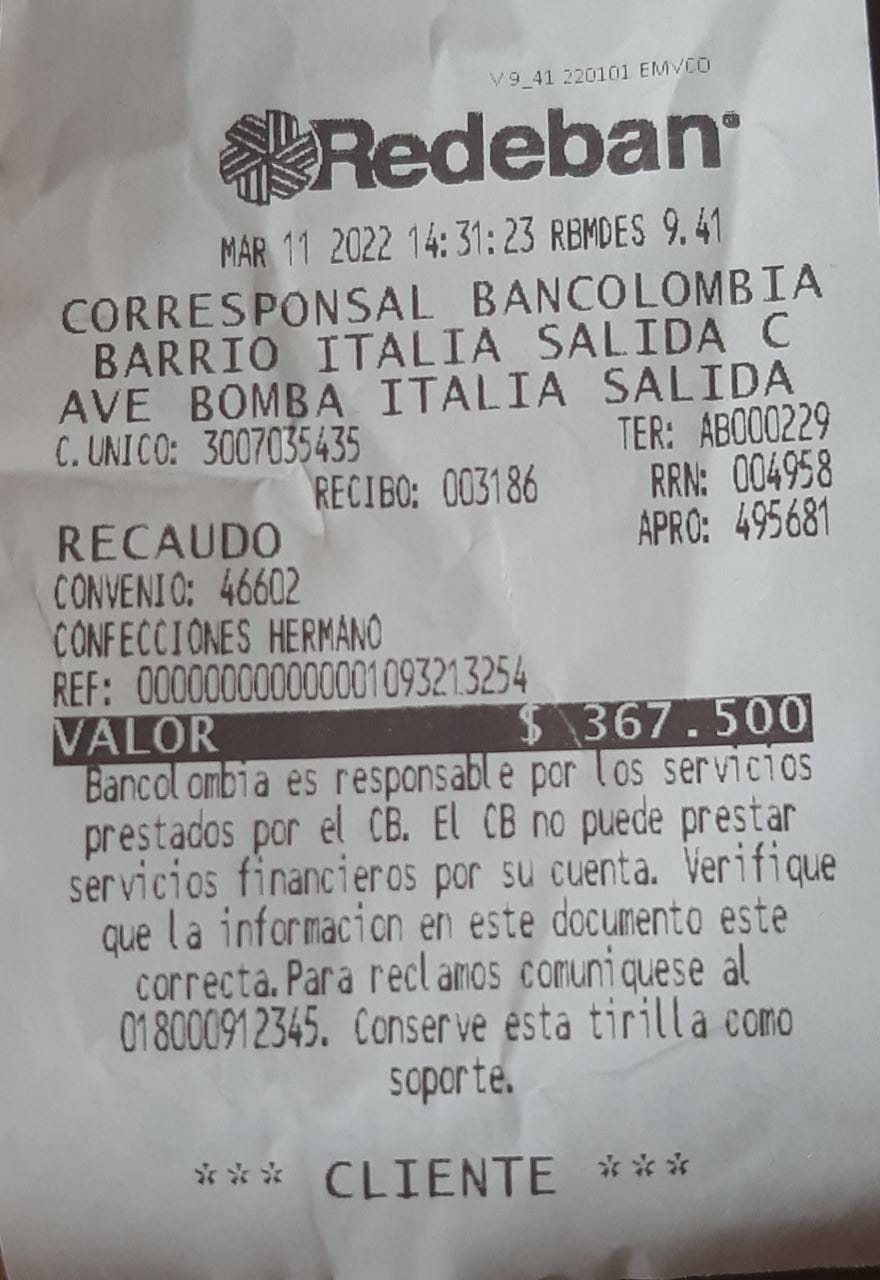 V 9_41 220101 EMVCO
Redeban
MAR 11 2022 14:31:23 RBMDES 9.41
CORRESPONSAL BANCOLOMBIA
BARRIO ITALIA SALIDA C
AVE BOMBA ITALIA SALIDA
C. UNICO: 3007035435 TER: AB000229
RECIBO: 003186 RRN: 004958
RECAUDO APRO: 495681
CONVENIO: 46602
CONFECCIONES HERMANO
REF: 00000000000001093213254
VALOR $ 367.500
Bancolombia es responsable por los servicios
prestados por el CB. El CB no puede prestar
servicios financieros por su cuenta. Verifique
que la informacion en este documento este
correcta. Para reclamos comuniquese al
018000912345. Conserve esta tirilla como
soporte.
*** CLIENTE ***